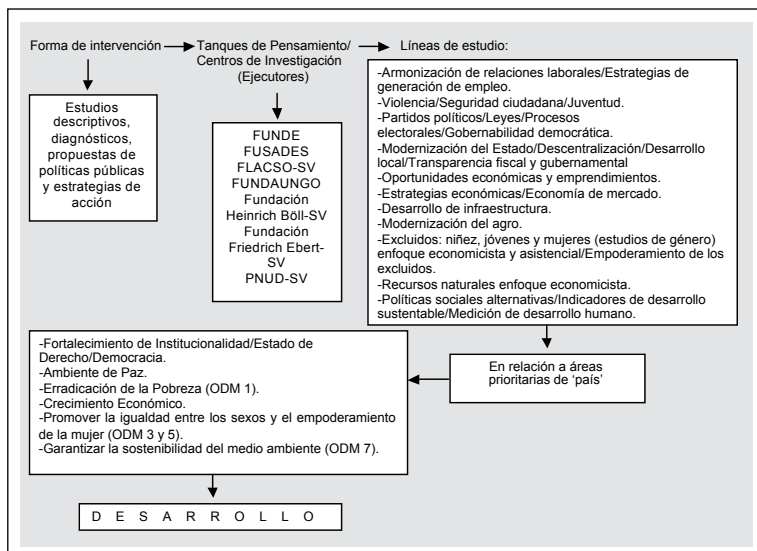 Forma de intervención
Tanques de Pensamiento/
Centros de Investigación
(Ejecutores)
Líneas de estudio:
Estudios
descriptivos,
diagnósticos,
propuestas de
políticas públicas
y estrategias de
acción
FUNDE
FUSADES
FLACSO-SV
FUNDAUNGO
Fundación
Heinrich Böll-SV
Fundación
Friedrich Ebert-
SV
PNUD-SV
-Armonización de relaciones laborales/Estrategias de
generación de empleo.
-Violencia/Seguridad ciudadana/Juventud.
-Partidos políticos/Leyes/Procesos
electorales/Gobernabilidad democrática.
-Modernización del Estado/Descentralización/Desarrollo
local/Transparencia fiscal y gubernamental
-Oportunidades económicas y emprendimientos.
-Estrategias económicas/Economía de mercado.
-Desarrollo de infraestructura.
-Modernización del agro.
-Excluidos: niñez, jóvenes y mujeres (estudios de género)
enfoque economicista y asistencial/Empoderamiento de los
excluidos.
-Recursos naturales enfoque economicista.
-Políticas sociales alternativas/Indicadores de desarrollo
sustentable/Medición de desarrollo humano.
En relación a áreas
prioritarias de ‘país’
-Fortalecimiento de Institucionalidad/Estado de
Derecho/Democracia.
-Ambiente de Paz.
-Erradicación de la Pobreza (ODM 1).
-Crecimiento Económico.
-Promover la igualdad entre los sexos y el empoderamiento
de la mujer (ODM 3 y 5).
-Garantizar la sostenibilidad del medio ambiente (ODM 7).
D E S A R R O L L O